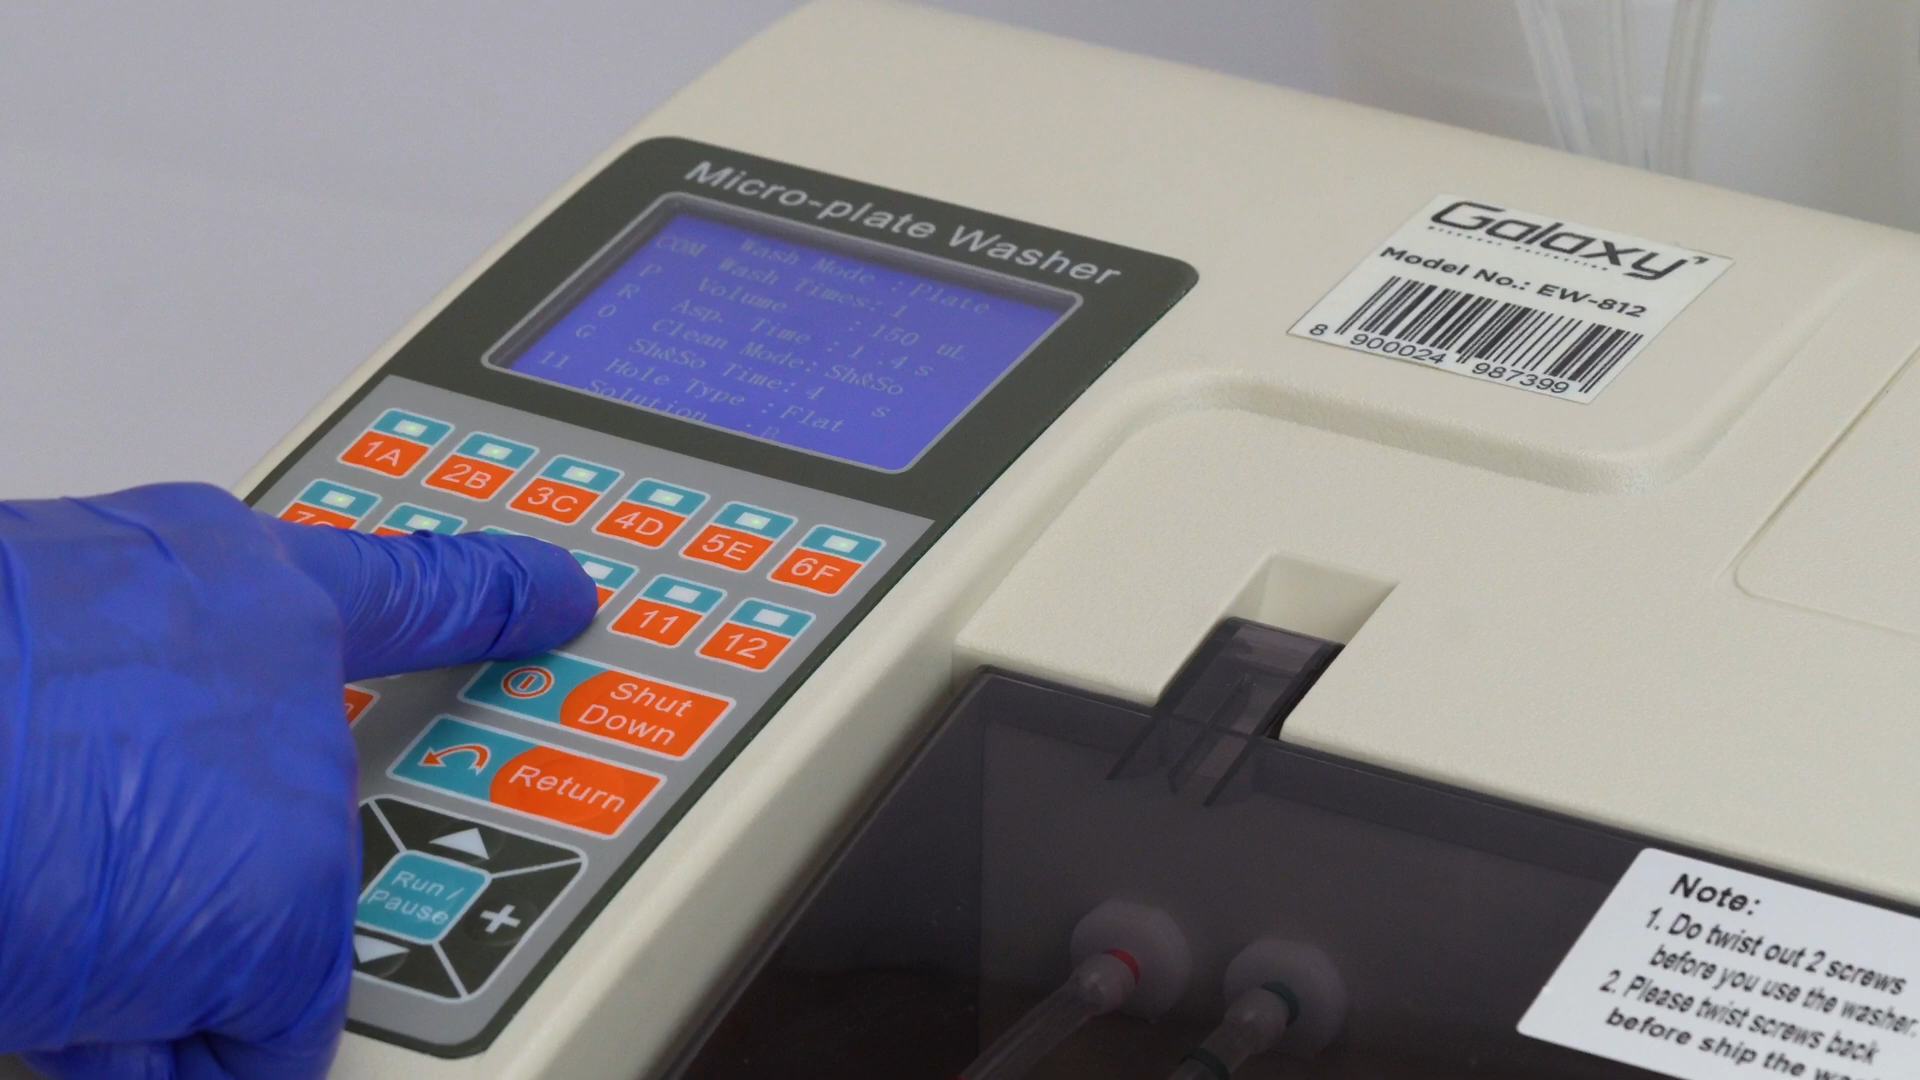 Micro-plate Washer
COM
P
R
O
G
11
Wash Mode : Plate
Wash Times: 1
Volume : 150 uL
Asp. Time : 1.4 s
Clean Mode: Sh&So
Sh&So Time: 4 s
Hole Type : Flat
Solution
1A
2B
3C
4D
5E
6F
11
12
Shut
Down
Return
Run /
Pause
Galaxy
Model No.: EW-812
8 900024 987399
Note:
1. Do twist out 2 screws
before you use the washer.
2. Please twist screws back
before ship the